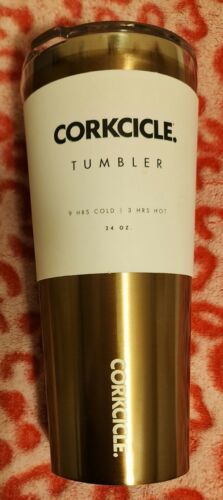 CORKCICLE.
TUMBLER
9 HRS COLD | 3 HRS HOT
24 OZ.
CORKCICLE.